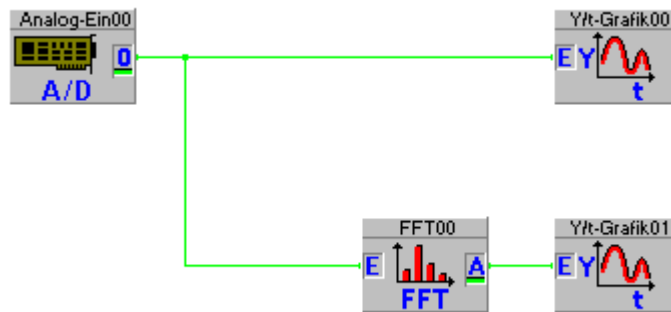 Analog-Ein00
0
A/D
Y/t-Grafik00
E Y
t
FFT00
E
A
FFT
Y/t-Grafik01
E Y
t